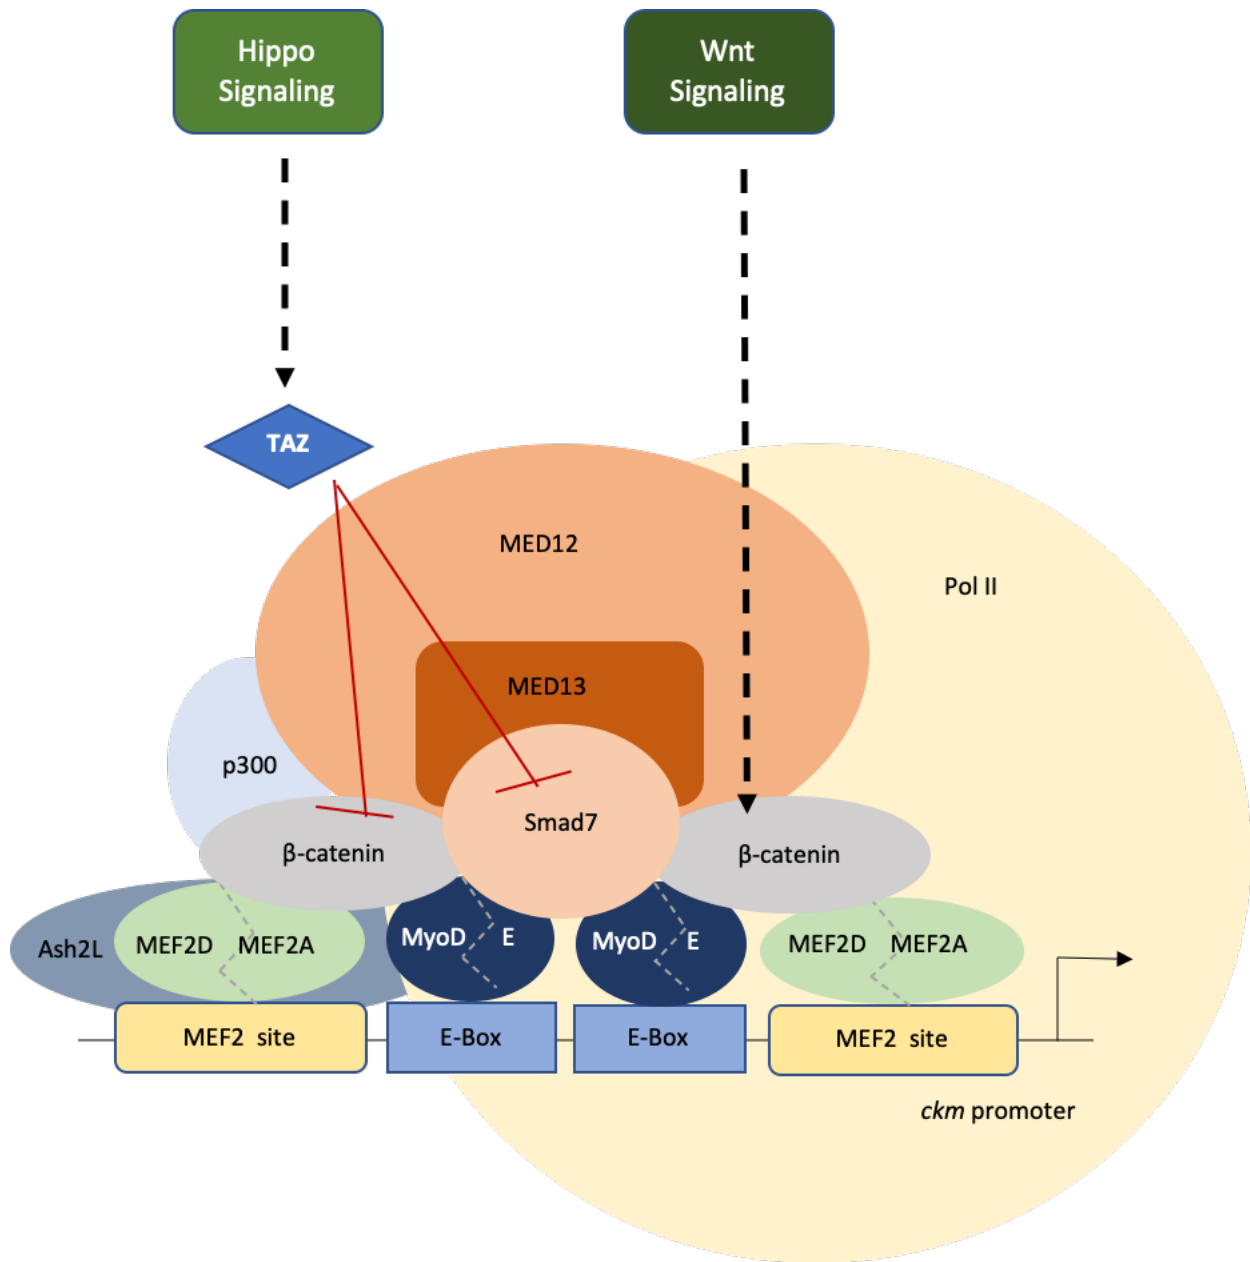 Hippo
Signaling
Wnt
Signaling
TAZ
MED12
Pol II
MED13
p300
Smad7
β-catenin
β-catenin
Ash2L
MEF2D
MEF2A
MyoD
E
MyoD
E
MEF2D
MEF2A
MEF2 site
E-Box
E-Box
MEF2 site
ckm promoter